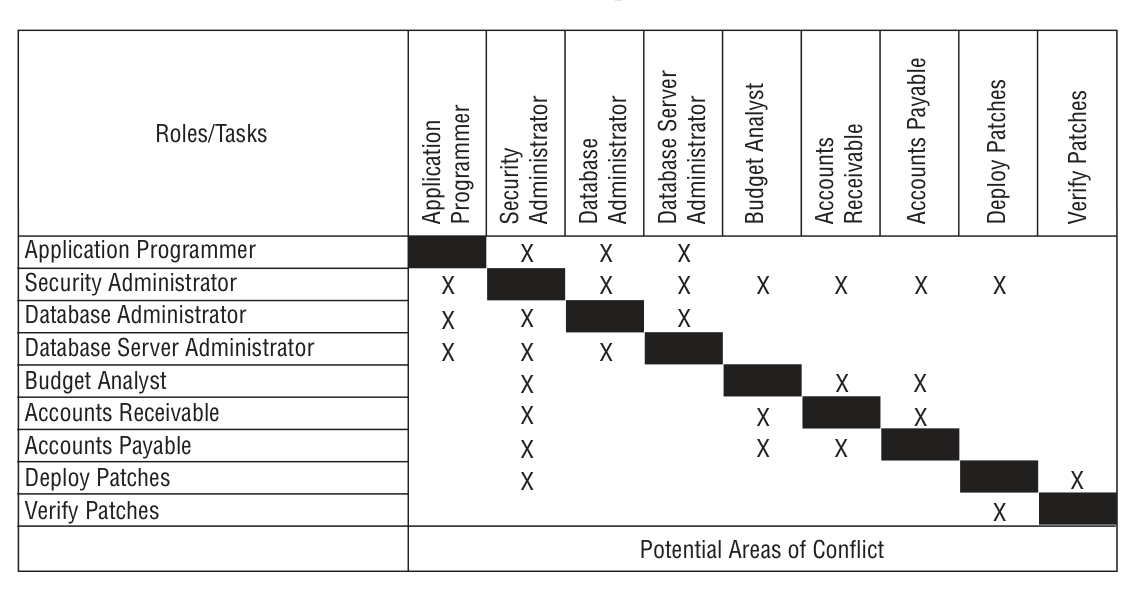 Roles/Tasks
Application
Programmer
Security
Administrator
Database
Administrator
Database Server
Administrator
Budget Analyst
Accounts
Receivable
Accounts Payable
Deploy Patches
Verify Patches
Application Programmer X X X
Security Administrator X X X X X X X
Database Administrator X X X
Database Server Administrator X X X
Budget Analyst X X X
Accounts Receivable X X X
Accounts Payable X X X
Deploy Patches X X
Verify Patches X
Potential Areas of Conflict